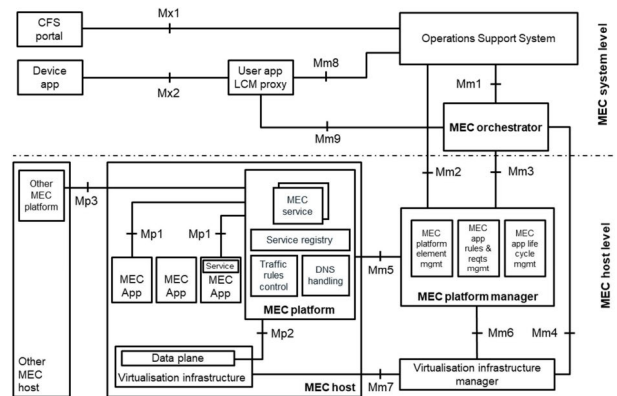 CFS
portal
Mx1
Operations Support System
Device
app
Mx2
User app
LCM proxy
Mm8
Mm1
Mm9
MEC orchestrator
MEC system level
Other
MEC
platform
Mp3
Mm2
Mm3
MEC
service
Mp1
Mp1
Service registry
MEC
App
MEC
App
Service
MEC
App
Traffic
rules
control
DNS
handling
MEC platform
Mm5
MEC
platform
element
mgmt
MEC
app
rules &
reqts
mgmt
MEC
app life
cycle
mgmt
MEC platform manager
MEC host level
Mp2
Mm6
Mm4
Data plane
Virtualisation infrastructure
MEC host
Mm7
Virtualisation infrastructure
manager
Other
MEC
host